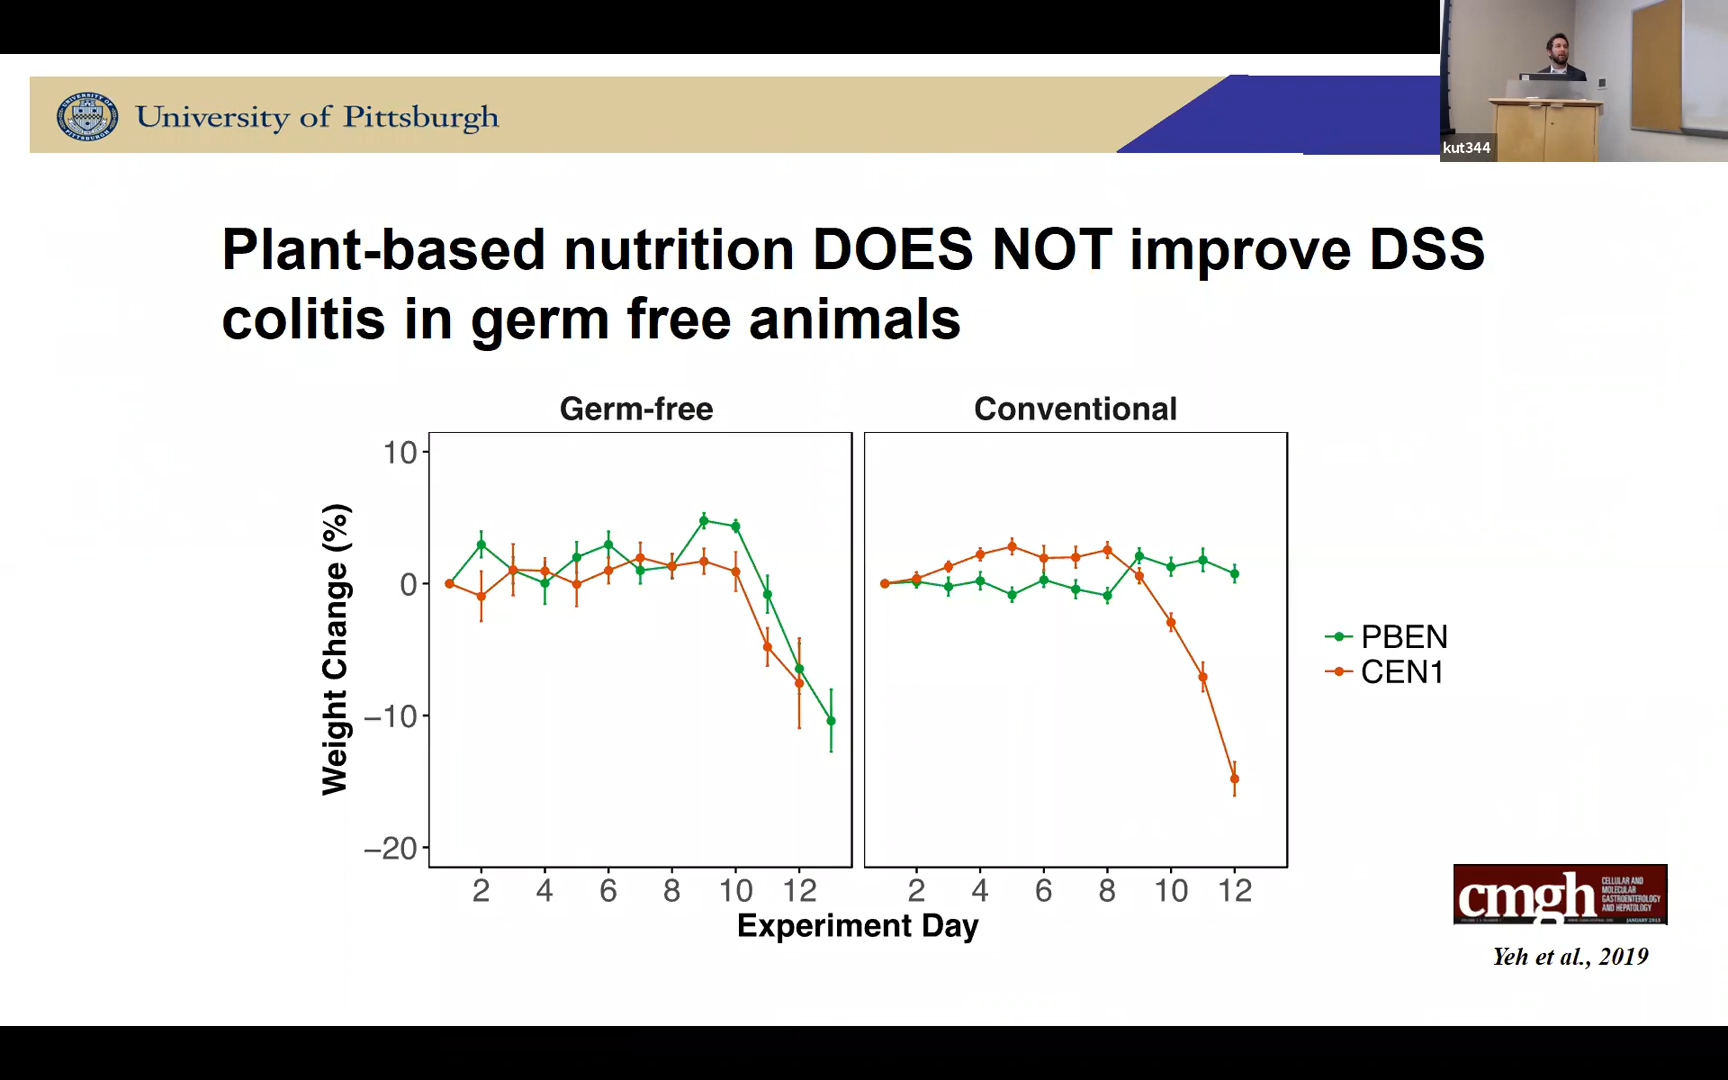 University of Pittsburgh
kut344
Plant-based nutrition DOES NOT improve DSS
colitis in germ free animals
Germ-free
Conventional
Weight Change (%)
10
0
−10
−20
2 4 6 8 10 12
2 4 6 8 10 12
Experiment Day
PBEN
CEN1
cmgh
CELLULAR AND
MOLECULAR
GASTROENTEROLOGY
AND HEPATOLOGY
JANUARY 2015
Yeh et al., 2019